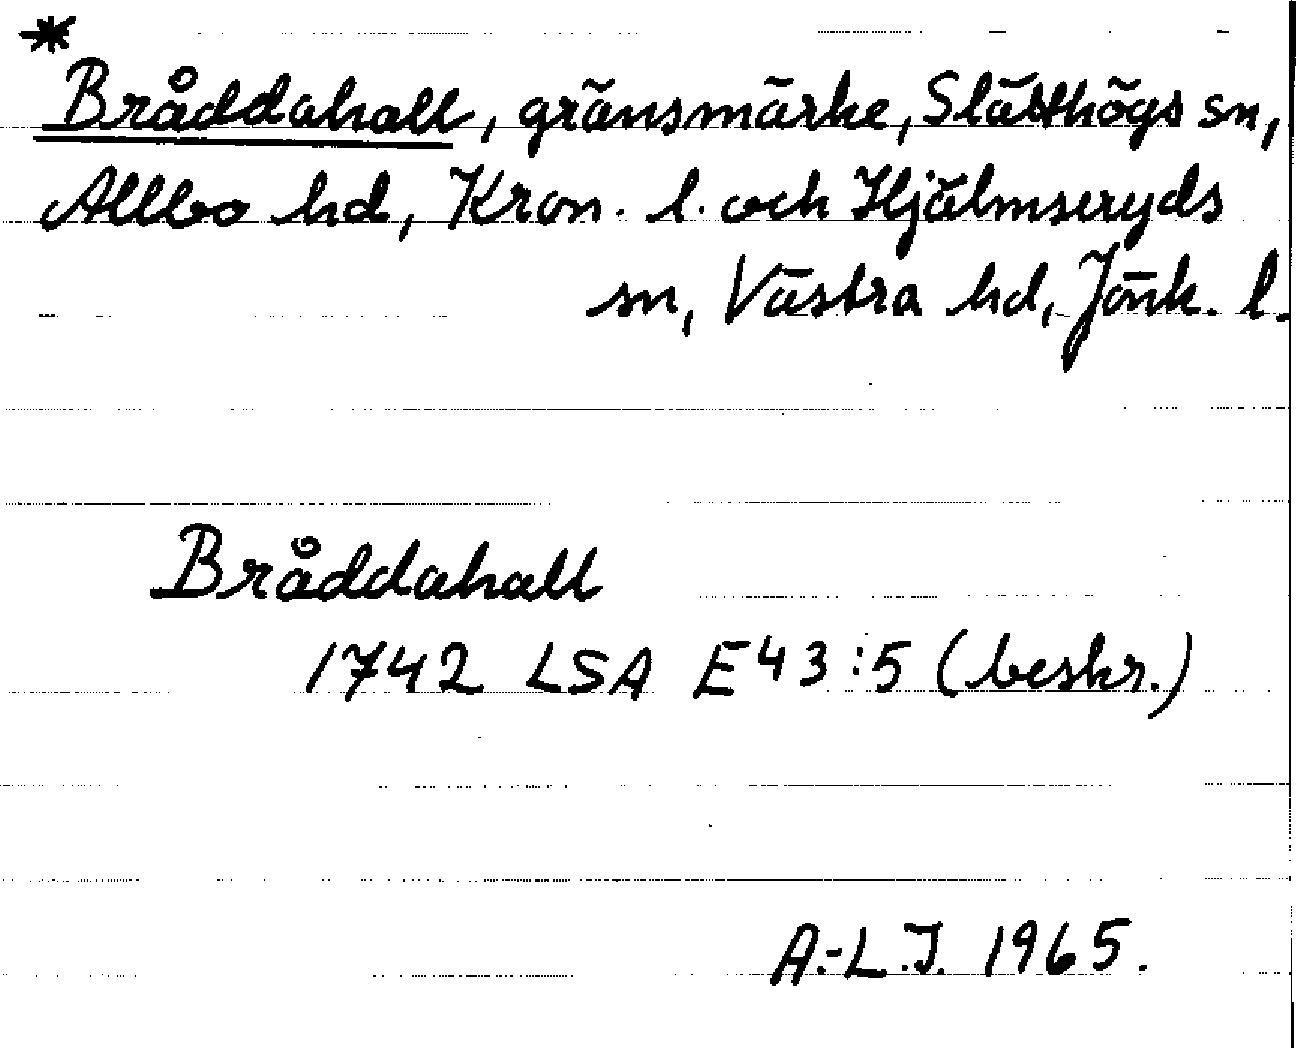 *
Bråddahall, gränsmärke, Slätthögs sn,
Allbo hd, Kron. l. och Hjälmseryds
sn, Västra hd, Jönk. l.
Bråddahall
1742 LSA E43:5 (beskr.)
A.-L.J. 1965.